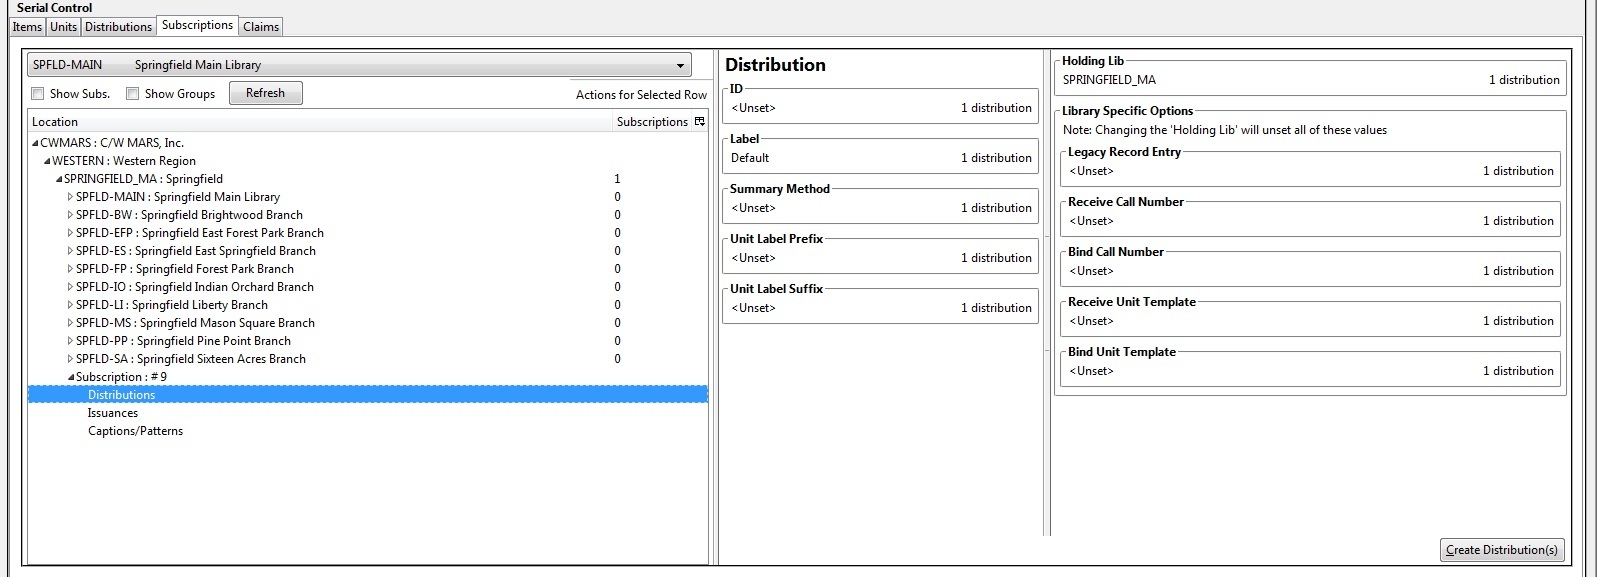 Serial Control
Items Units Distributions Subscriptions Claims
SPFLD-MAIN Springfield Main Library
Show Subs. Show Groups Refresh Actions for Selected Row
Location Subscriptions
CWMARS : C/W MARS, Inc.
WESTERN : Western Region
SPRINGFIELD_MA : Springfield 1
SPFLD-MAIN : Springfield Main Library 0
SPFLD-BW : Springfield Brightwood Branch 0
SPFLD-EFP : Springfield East Forest Park Branch 0
SPFLD-ES : Springfield East Springfield Branch 0
SPFLD-FP : Springfield Forest Park Branch 0
SPFLD-IO : Springfield Indian Orchard Branch 0
SPFLD-LI : Springfield Liberty Branch 0
SPFLD-MS : Springfield Mason Square Branch 0
SPFLD-PP : Springfield Pine Point Branch 0
SPFLD-SA : Springfield Sixteen Acres Branch 0
Subscription : #9
Distributions
Issuances
Captions/Patterns
Distribution
ID
<Unset> 1 distribution
Label
Default 1 distribution
Summary Method
<Unset> 1 distribution
Unit Label Prefix
<Unset> 1 distribution
Unit Label Suffix
<Unset> 1 distribution
Holding Lib
SPRINGFIELD_MA 1 distribution
Library Specific Options
Note: Changing the 'Holding Lib' will unset all of these values
Legacy Record Entry
<Unset> 1 distribution
Receive Call Number
<Unset> 1 distribution
Bind Call Number
<Unset> 1 distribution
Receive Unit Template
<Unset> 1 distribution
Bind Unit Template
<Unset> 1 distribution
Create Distribution(s)